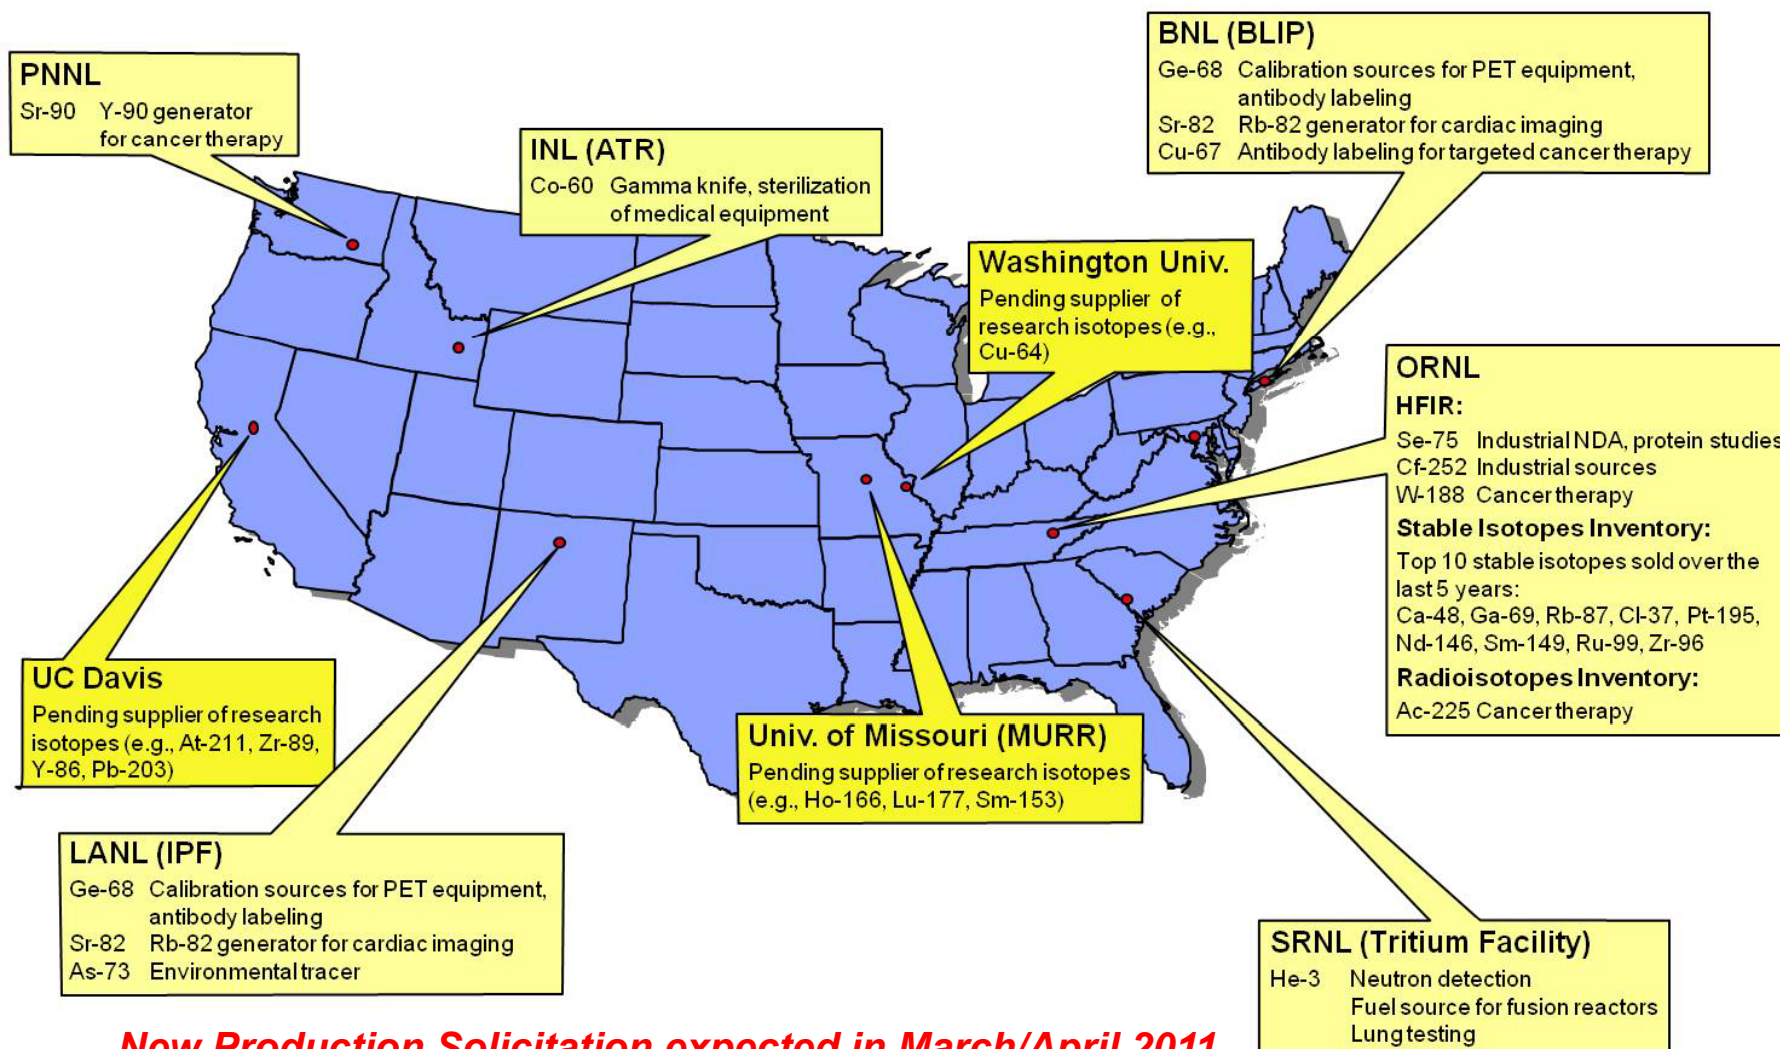 PNNL
Sr-90 Y-90 generator
for cancer therapy
INL (ATR)
Co-60 Gamma knife, sterilization
of medical equipment
BNL (BLIP)
Ge-68 Calibration sources for PET equipment,
antibody labeling
Sr-82 Rb-82 generator for cardiac imaging
Cu-67 Antibody labeling for targeted cancer therapy
Washington Univ.
Pending supplier of
research isotopes (e.g.,
Cu-64)
ORNL
HFIR:
Se-75 Industrial NDA, protein studies
Cf-252 Industrial sources
W-188 Cancer therapy
Stable Isotopes Inventory:
Top 10 stable isotopes sold over the
last 5 years:
Ca-48, Ga-69, Rb-87, Cl-37, Pt-195,
Nd-146, Sm-149, Ru-99, Zr-96
Radioisotopes Inventory:
Ac-225 Cancer therapy
UC Davis
Pending supplier of research
isotopes (e.g., At-211, Zr-89,
Y-86, Pb-203)
Univ. of Missouri (MURR)
Pending supplier of research isotopes
(e.g., Ho-166, Lu-177, Sm-153)
LANL (IPF)
Ge-68 Calibration sources for PET equipment,
antibody labeling
Sr-82 Rb-82 generator for cardiac imaging
As-73 Environmental tracer
SRNL (Tritium Facility)
He-3 Neutron detection
Fuel source for fusion reactors
Lung testing
New Production Solicitation expected in March/April 2011